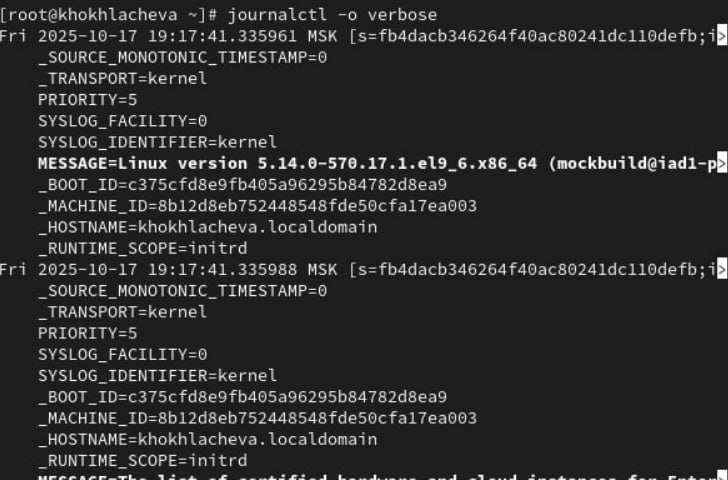 [root@khokhlacheva ~]# journalctl -o verbose
Fri 2025-10-17 19:17:41.335961 MSK [s=fb4dacb346264f40ac80241dc110defb;i>
    _SOURCE_MONOTONIC_TIMESTAMP=0
    _TRANSPORT=kernel
    PRIORITY=5
    SYSLOG_FACILITY=0
    SYSLOG_IDENTIFIER=kernel
    MESSAGE=Linux version 5.14.0-570.17.1.el9_6.x86_64 (mockbuild@iad1-p>
    _BOOT_ID=c375cfd8e9fb405a96295b84782d8ea9
    _MACHINE_ID=8b12d8eb752448548fde50cfa17ea003
    _HOSTNAME=khokhlacheva.localdomain
    _RUNTIME_SCOPE=initrd
Fri 2025-10-17 19:17:41.335988 MSK [s=fb4dacb346264f40ac80241dc110defb;i>
    _SOURCE_MONOTONIC_TIMESTAMP=0
    _TRANSPORT=kernel
    PRIORITY=5
    SYSLOG_FACILITY=0
    SYSLOG_IDENTIFIER=kernel
    _BOOT_ID=c375cfd8e9fb405a96295b84782d8ea9
    _MACHINE_ID=8b12d8eb752448548fde50cfa17ea003
    _HOSTNAME=khokhlacheva.localdomain
    _RUNTIME_SCOPE=initrd
    MESSAGE=The list of certified hardware and cloud instances for Enter>